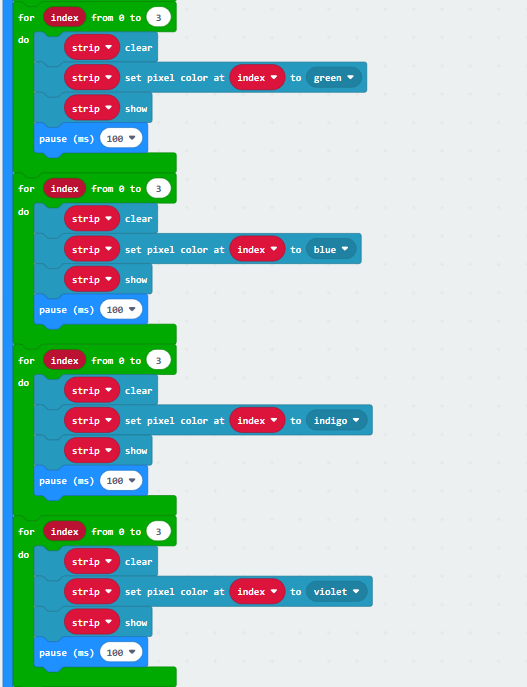 for index from 0 to 3
do
strip clear
strip set pixel color at index to green
strip show
pause (ms) 100
for index from 0 to 3
do
strip clear
strip set pixel color at index to blue
strip show
pause (ms) 100
for index from 0 to 3
do
strip clear
strip set pixel color at index to indigo
strip show
pause (ms) 100
for index from 0 to 3
do
strip clear
strip set pixel color at index to violet
strip show
pause (ms) 100